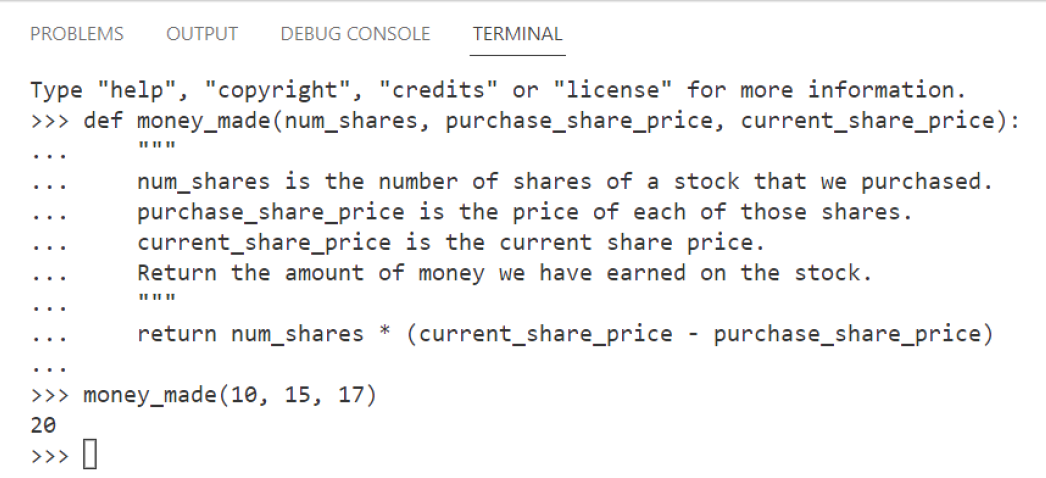 PROBLEMS OUTPUT DEBUG CONSOLE TERMINAL
Type "help", "copyright", "credits" or "license" for more information.
>>> def money_made(num_shares, purchase_share_price, current_share_price):
...     """
...     num_shares is the number of shares of a stock that we purchased.
...     purchase_share_price is the price of each of those shares.
...     current_share_price is the current share price.
...     Return the amount of money we have earned on the stock.
...     """
...     return num_shares * (current_share_price - purchase_share_price)
...
>>> money_made(10, 15, 17)
20
>>>